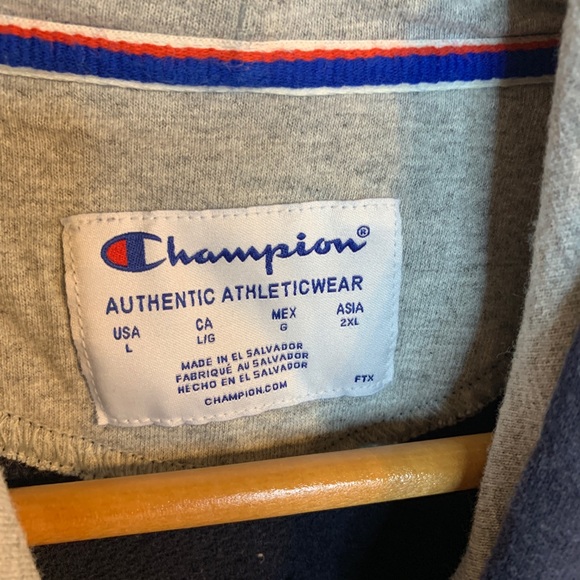 Champion®
AUTHENTIC ATHLETICWEAR
USA CA MEX ASIA
L L/G G 2XL
MADE IN EL SALVADOR
FABRIQUÉ AU SALVADOR
HECHO EN EL SALVADOR
CHAMPION.COM FTX